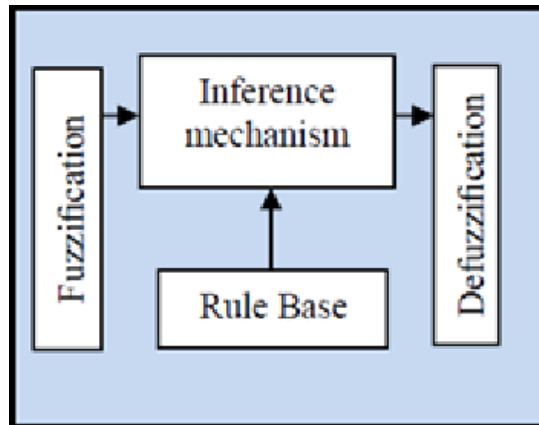 Fuzzification
Inference
mechanism
Rule Base
Defuzzification